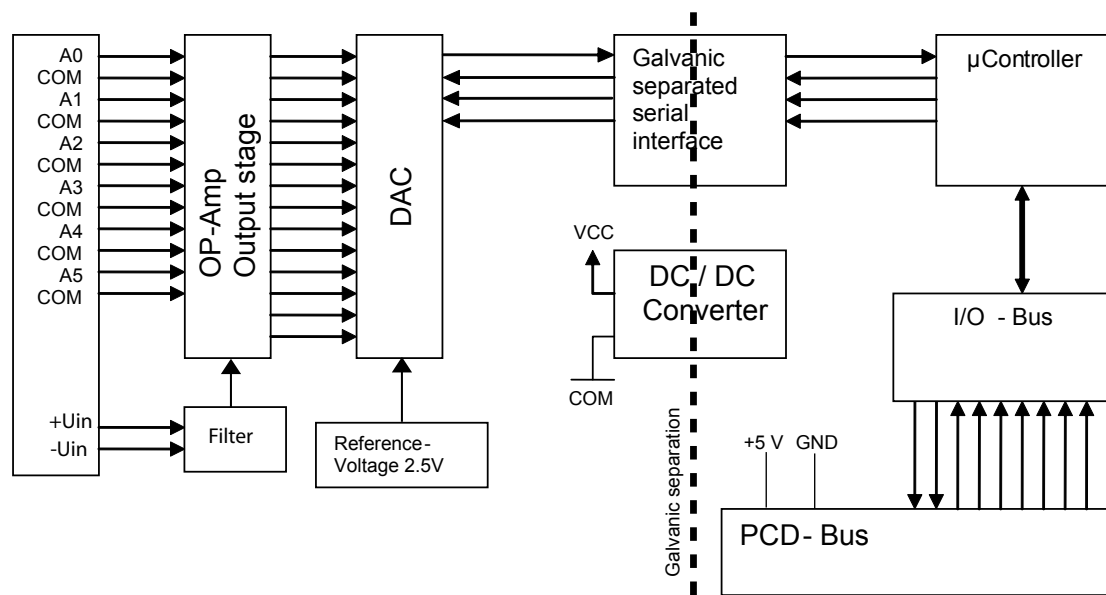 A0
COM
A1
COM
A2
COM
A3
COM
A4
COM
A5
COM
+Uin
-Uin
OP-Amp
Output stage
Filter
DAC
Reference-
Voltage 2.5V
Galvanic
separated
serial
interface
µController
VCC
COM
DC / DC
Converter
I/O - Bus
Galvanic separation
+5 V GND
PCD - Bus